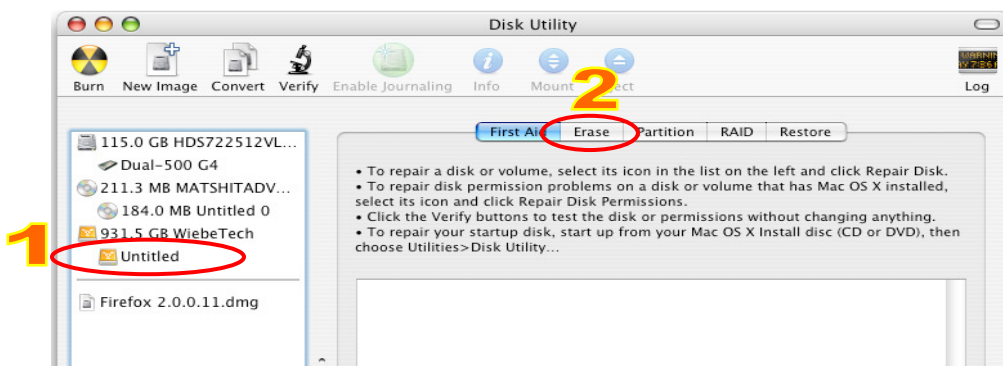 Disk Utility
Burn New Image Convert Verify Enable Journaling Info Mount Log
2
First Aid Erase Partition RAID Restore
115.0 GB HDS722512VL...
Dual-500 G4
211.3 MB MATSHITADV...
184.0 MB Untitled 0
931.5 GB WiebeTech
1
Untitled
Firefox 2.0.0.11.dmg
• To repair a disk or volume, select its icon in the list on the left and click Repair Disk.
• To repair disk permission problems on a disk or volume that has Mac OS X installed,
select its icon and click Repair Disk Permissions.
• Click the Verify buttons to test the disk or permissions without changing anything.
• To repair your startup disk, start up from your Mac OS X Install disc (CD or DVD), then
choose Utilities>Disk Utility...